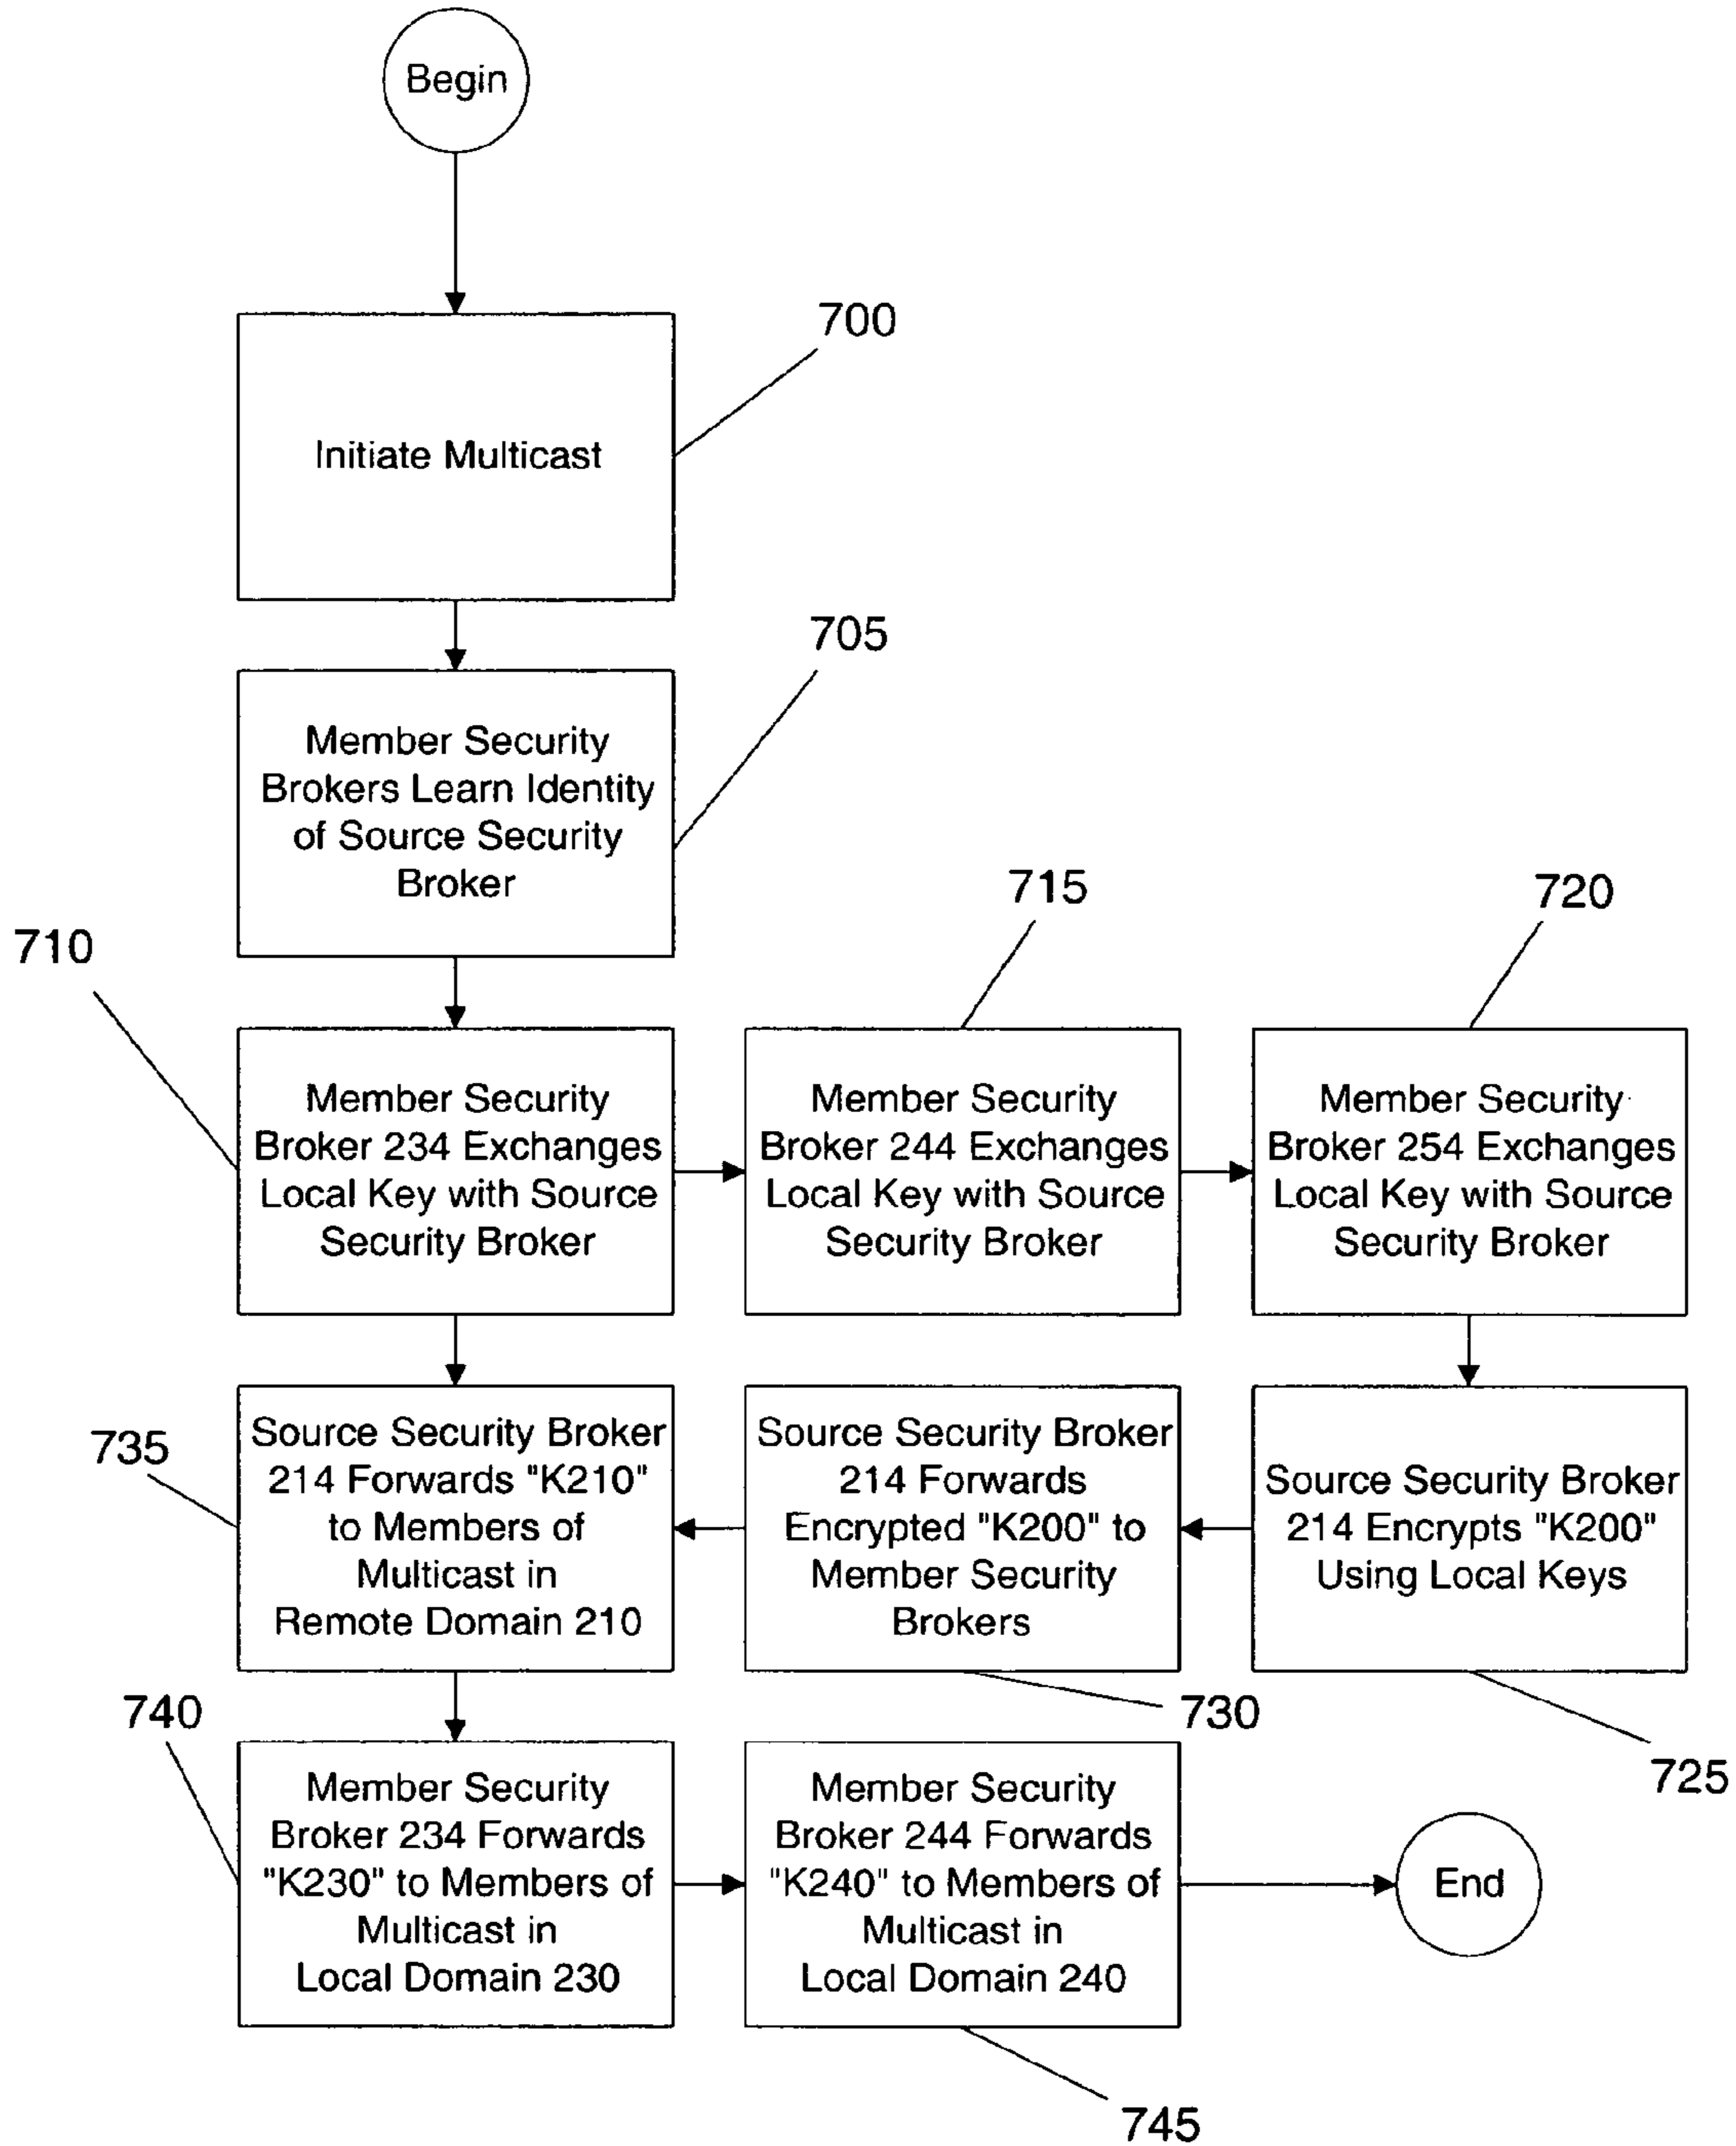 Begin
700
Initiate Multicast
705
Member Security
Brokers Learn Identity
of Source Security
Broker
710
715
720
Member Security
Broker 234 Exchanges
Local Key with Source
Security Broker
Member Security
Broker 244 Exchanges
Local Key with Source
Security Broker
Member Security
Broker 254 Exchanges
Local Key with Source
Security Broker
735
Source Security Broker
214 Forwards "K210"
to Members of
Multicast in
Remote Domain 210
Source Security Broker
214 Forwards
Encrypted "K200" to
Member Security
Brokers
Source Security Broker
214 Encrypts "K200"
Using Local Keys
740
730
725
Member Security
Broker 234 Forwards
"K230" to Members of
Multicast in
Local Domain 230
Member Security
Broker 244 Forwards
"K240" to Members of
Multicast in
Local Domain 240
End
745